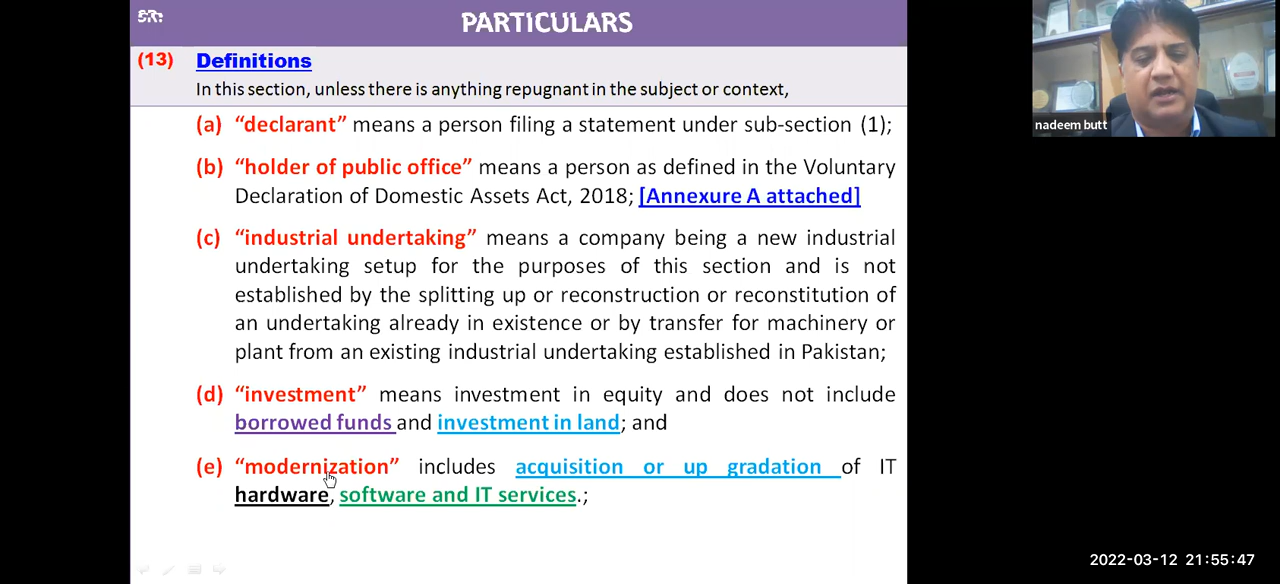 Sr:
PARTICULARS
(13) Definitions
In this section, unless there is anything repugnant in the subject or context,
(a) “declarant” means a person filing a statement under sub-section (1);
(b) “holder of public office” means a person as defined in the Voluntary
Declaration of Domestic Assets Act, 2018; [Annexure A attached]
(c) “industrial undertaking” means a company being a new industrial
undertaking setup for the purposes of this section and is not
established by the splitting up or reconstruction or reconstitution of
an undertaking already in existence or by transfer for machinery or
plant from an existing industrial undertaking established in Pakistan;
(d) “investment” means investment in equity and does not include
borrowed funds and investment in land; and
(e) “modernization” includes acquisition or up gradation of IT
hardware, software and IT services.;
nadeem butt
2022-03-12 21:55:47